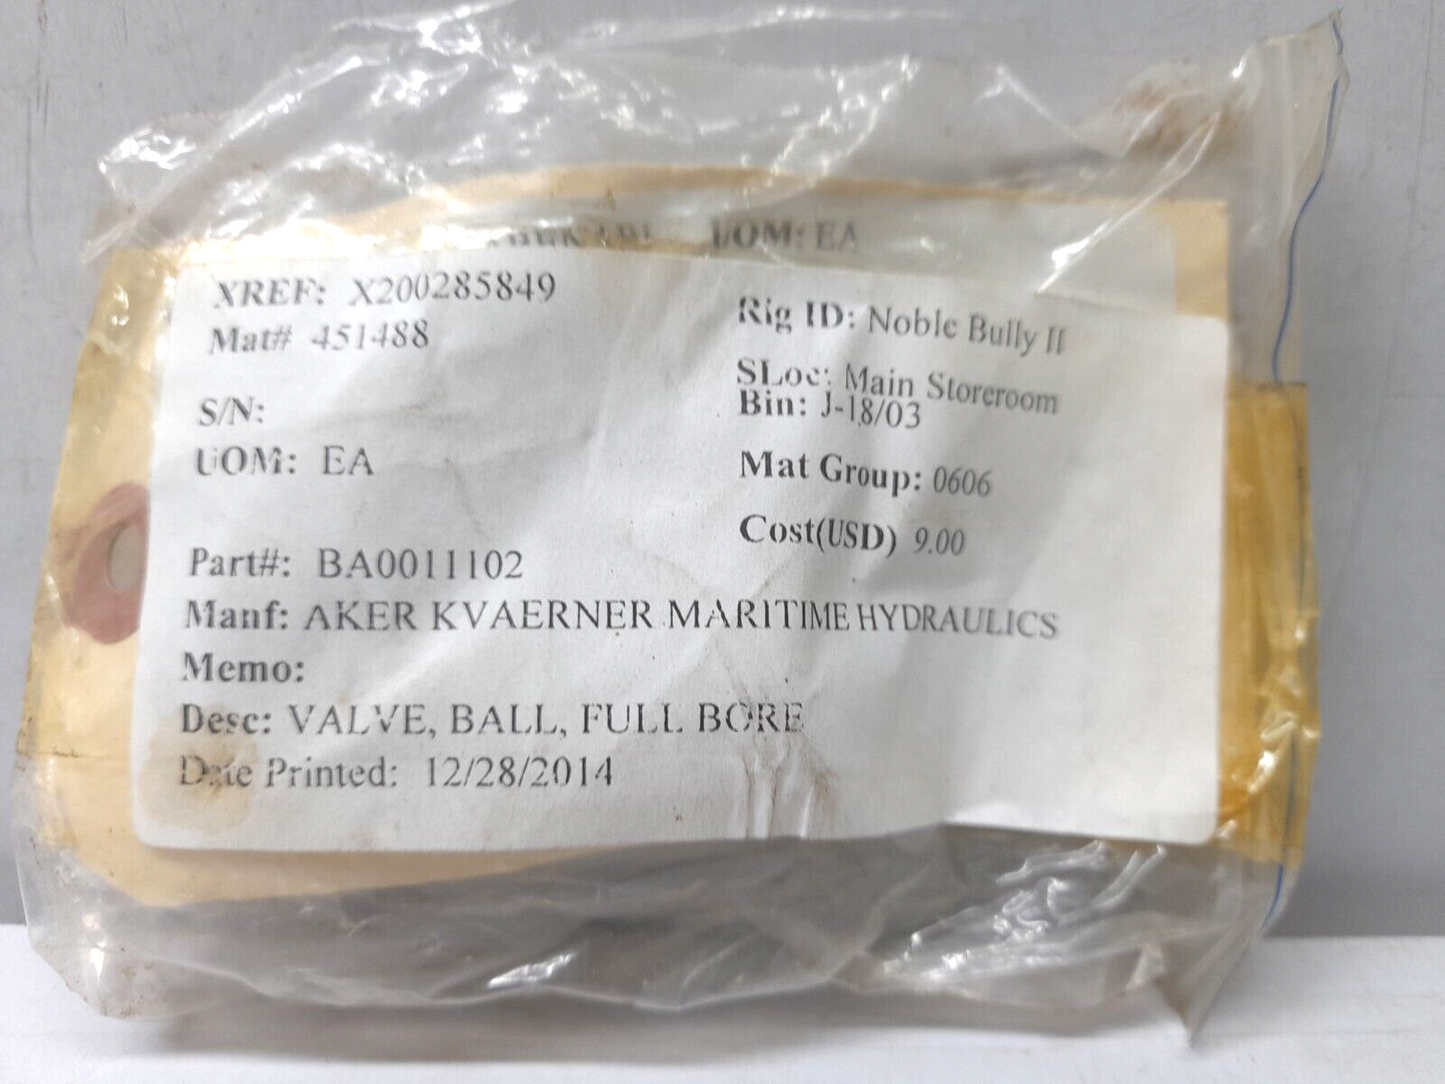 UOM: EA
XREF: X200285849
Mat# 451488
S/N:
UOM: EA
Rig ID: Noble Bully II
SLoc: Main Storeroom
Bin: J-18/03
Mat Group: 0606
Cost(USD) 9.00
Part#: BA0011102
Manf: AKER KVAERNER MARITIME HYDRAULICS
Memo:
Desc: VALVE, BALL, FULL BORE
Date Printed: 12/28/2014